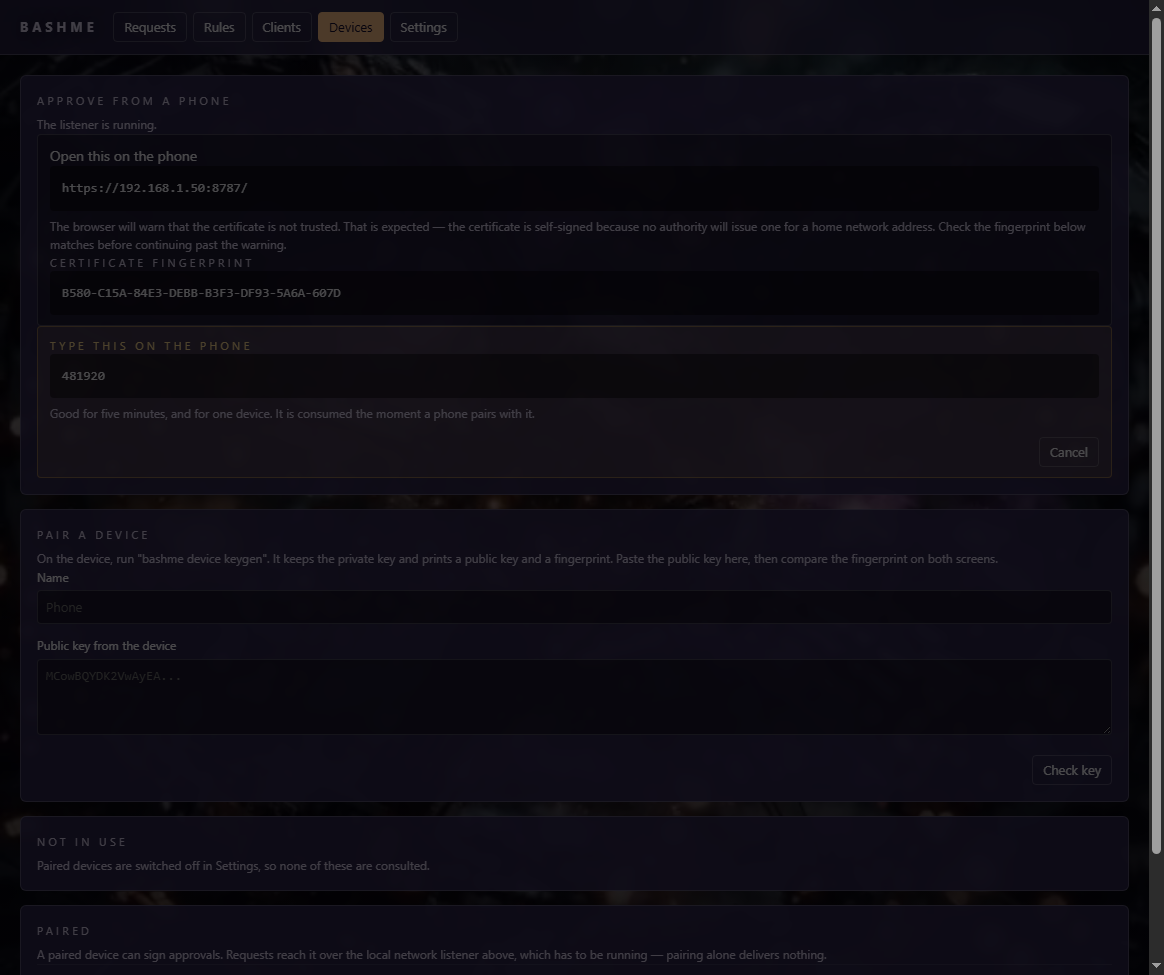 BASHME
Requests
Rules
Clients
Devices
Settings
APPROVE FROM A PHONE
The listener is running.
Open this on the phone
https://192.168.1.50:8787/
The browser will warn that the certificate is not trusted. That is expected — the certificate is self-signed because no authority will issue one for a home network address. Check the fingerprint below
matches before continuing past the warning.
CERTIFICATE FINGERPRINT
B580-C15A-84E3-DEBB-B3F3-DF93-5A6A-607D
TYPE THIS ON THE PHONE
481920
Good for five minutes, and for one device. It is consumed the moment a phone pairs with it.
Cancel
PAIR A DEVICE
On the device, run "bashme device keygen". It keeps the private key and prints a public key and a fingerprint. Paste the public key here, then compare the fingerprint on both screens.
Name
Phone
Public key from the device
MCowBQYDK2VwAyEA...
Check key
NOT IN USE
Paired devices are switched off in Settings, so none of these are consulted.
PAIRED
A paired device can sign approvals. Requests reach it over the local network listener above, which has to be running — pairing alone delivers nothing.